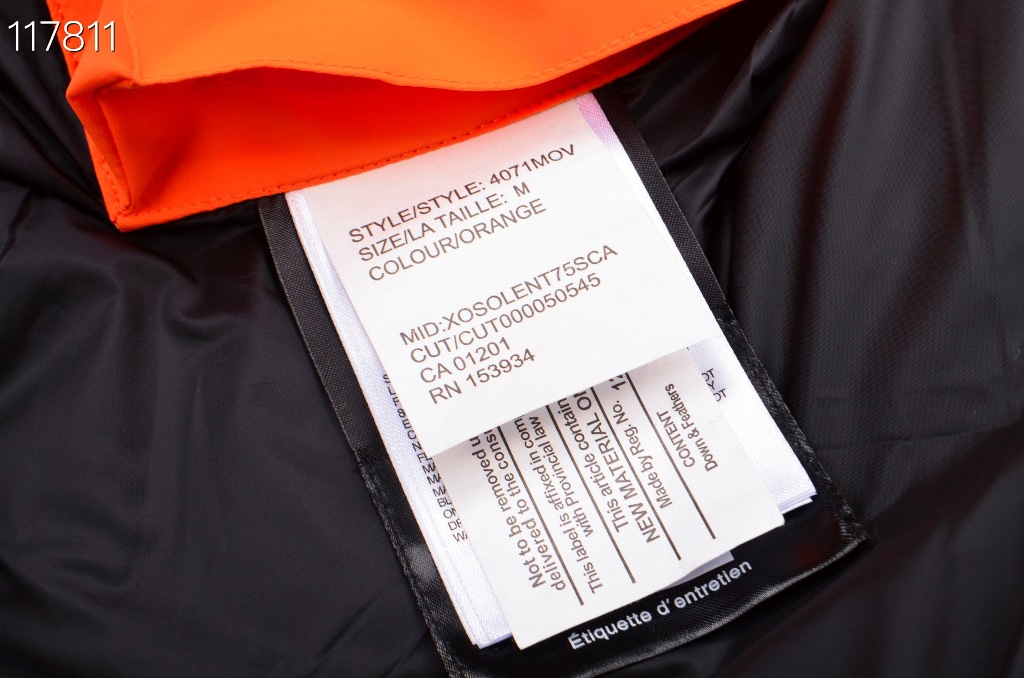 117811
STYLE/STYLE: 4071MOV
SIZE/LA TAILLE: M
COLOUR/ORANGE
MID:XOSOLENT75SCA
CUT/CUT000050545
CA 01201
RN 153934
Not to be removed u
delivered to the cons
This label is affixed in com
with Provincial law
This article contain
NEW MATERIAL O
Made by Reg. No. 1
CONTENT
Down & Feathers
Étiquette d'entretien